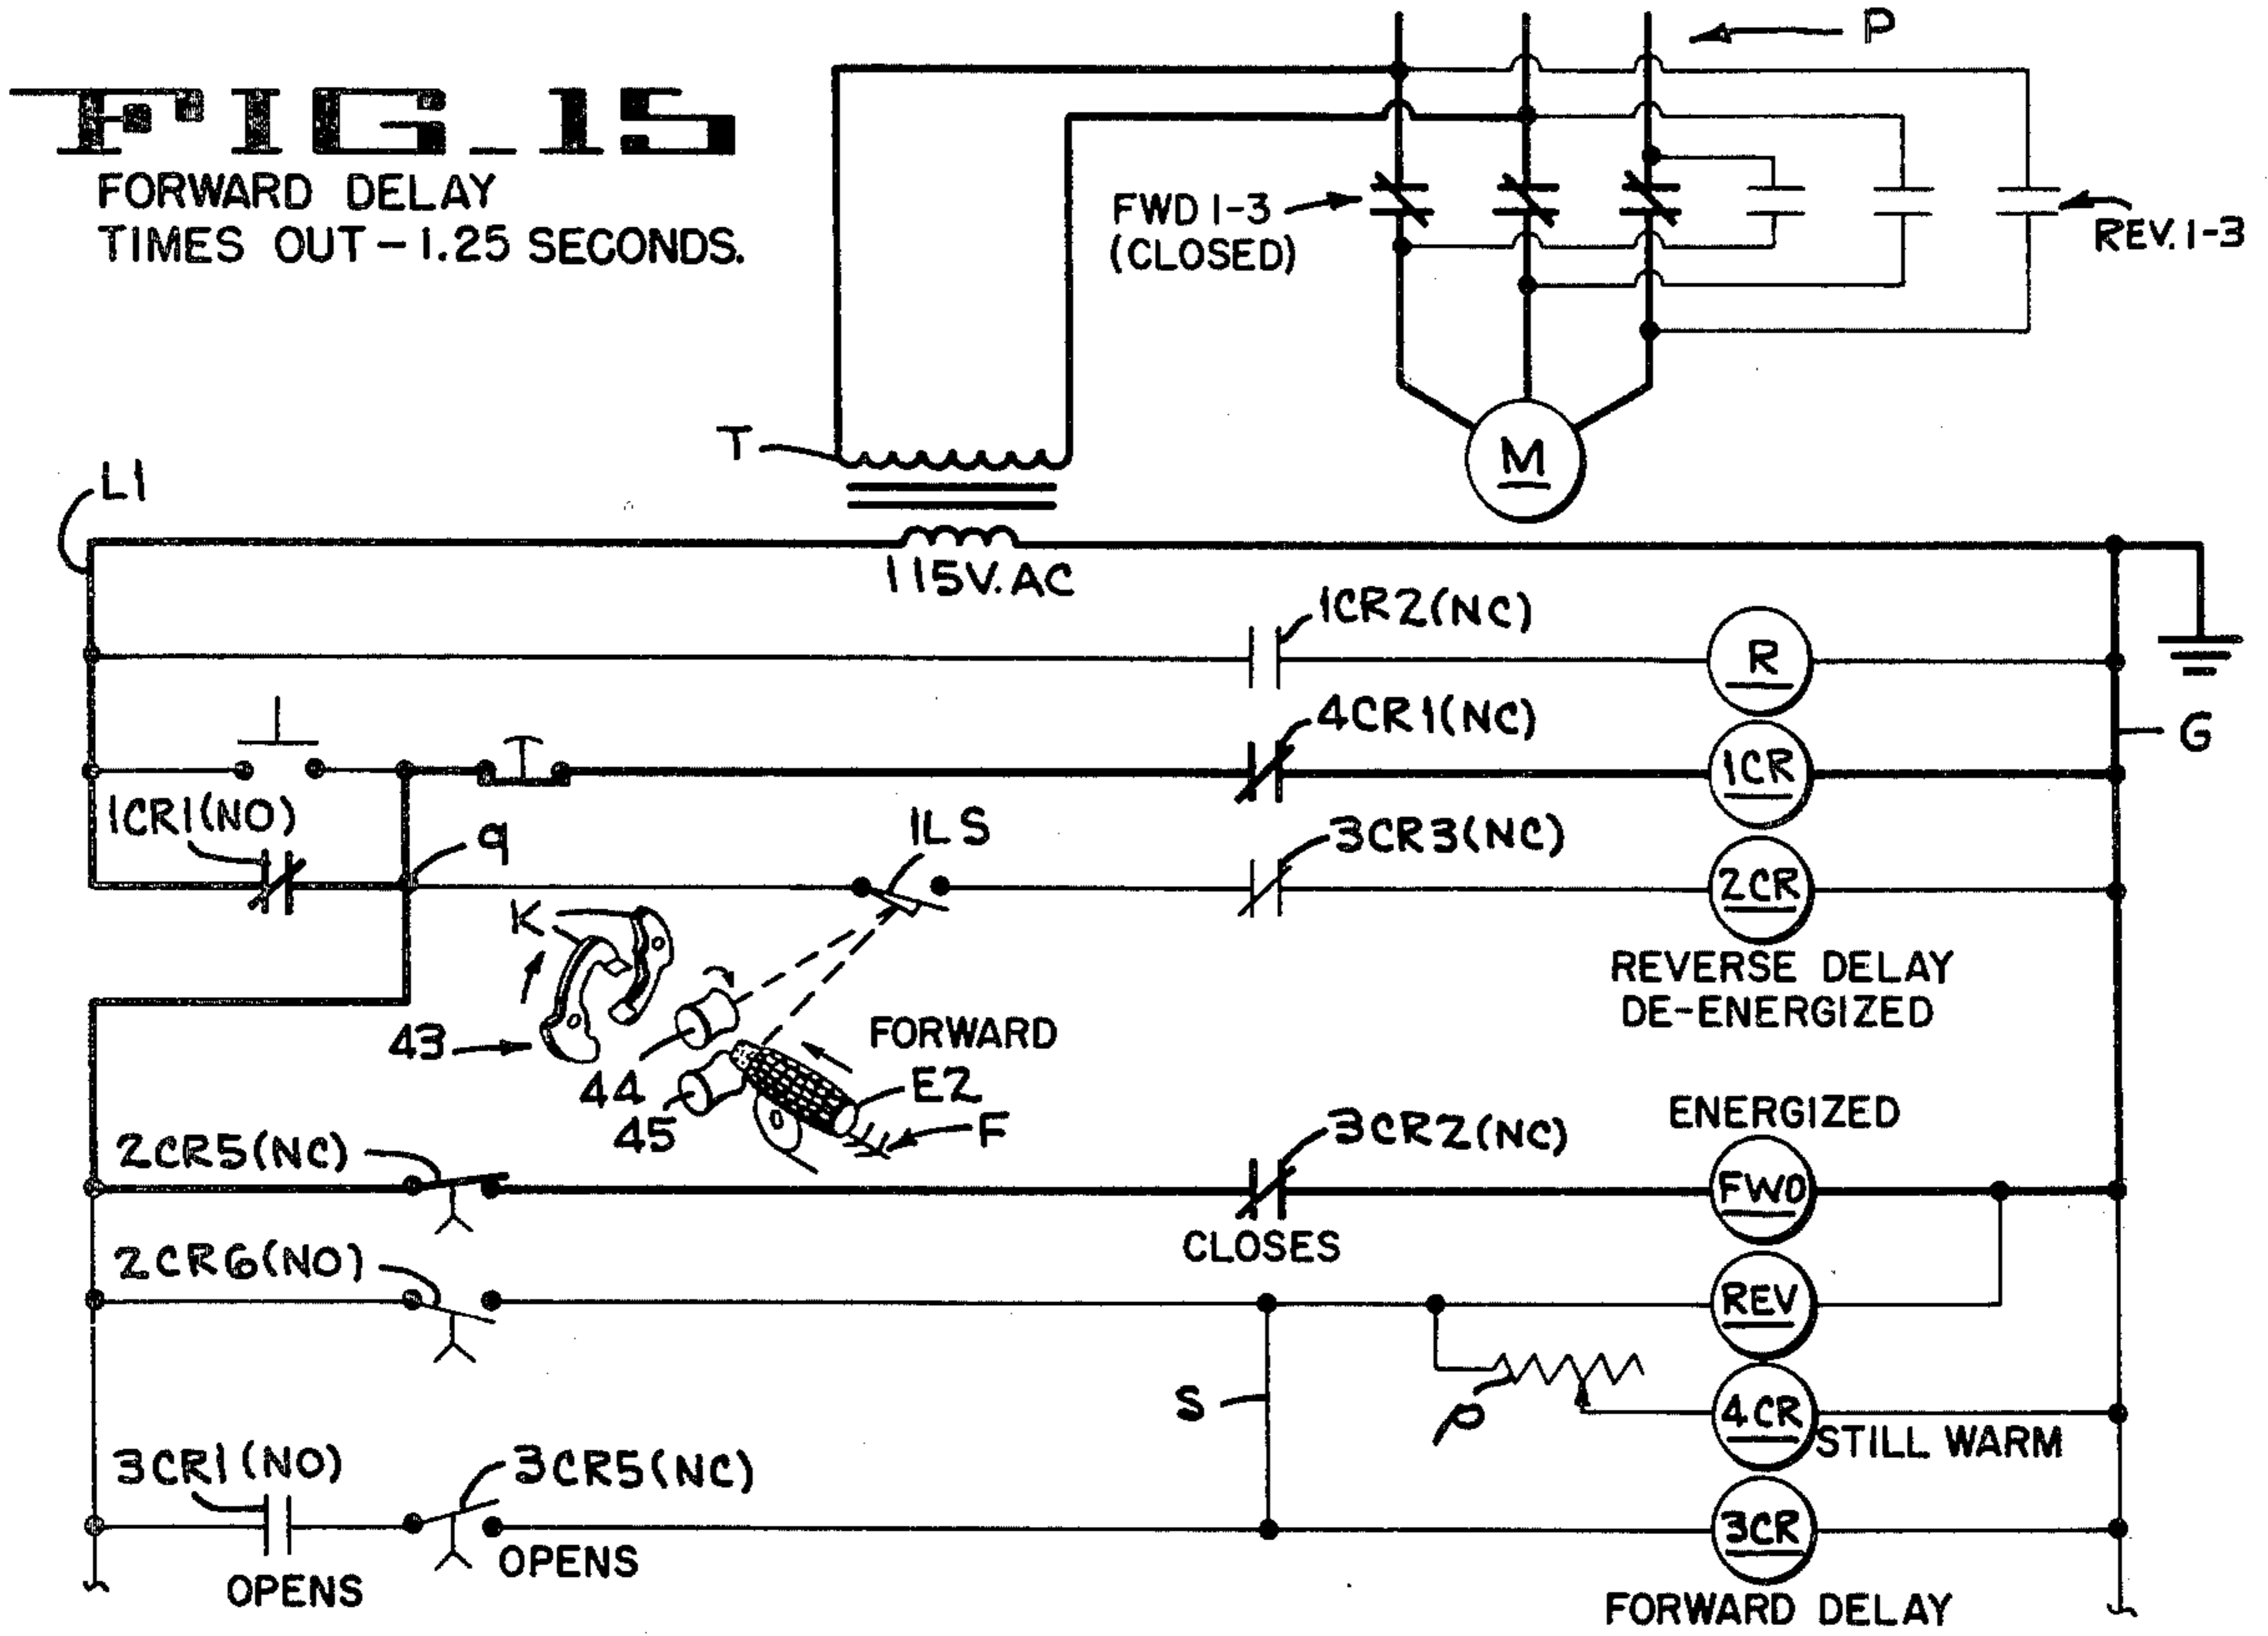 P
FIG_15
FORWARD DELAY
TIMES OUT – 1.25 SECONDS.
FWD 1-3
(CLOSED)
REV. 1-3
T
M
L1
115V. AC
1CR2(NC)
R
4CR1(NC)
G
1CR
1CR1(NO)
9
1LS
3CR3(NC)
2CR
K
REVERSE DELAY
DE-ENERGIZED
43
44
45
FORWARD
E2
F
ENERGIZED
2CR5(NC)
3CR2(NC)
FWD
CLOSES
2CR6(NO)
REV
S
P
4CR
STILL WARM
3CR1(NO)
3CR5(NC)
3CR
OPENS
OPENS
FORWARD DELAY